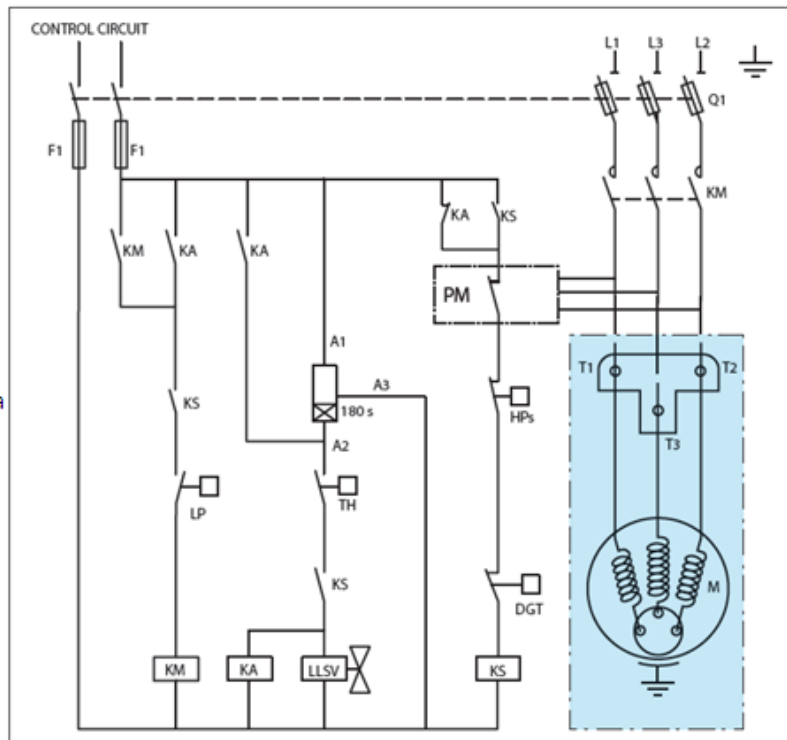 CONTROL CIRCUIT
L1 L3 L2
Q1
F1 F1
KM
KA KS
KM KA KA
PM
A1
T1 T2
A3
180 s
a
KS
HPs
A2
T3
TH
LP
KS
DGT
M
KM KA LLSV KS